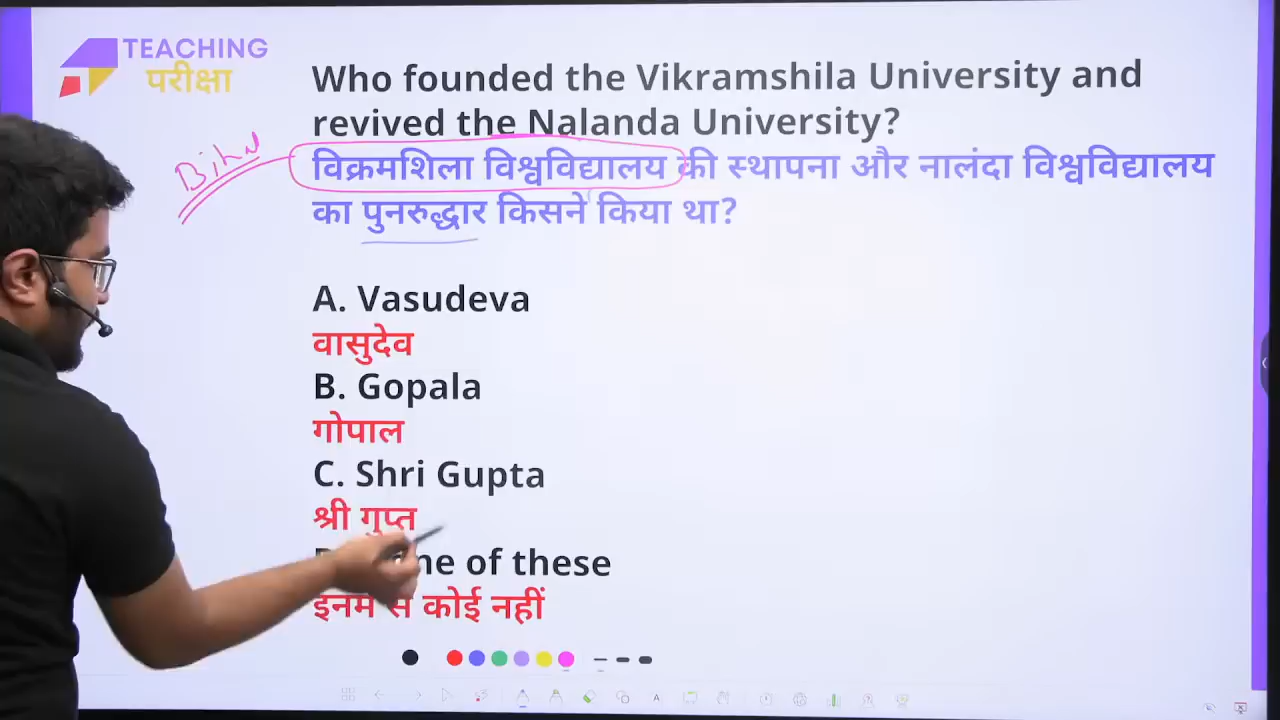 TEACHING
परीक्षा
Who founded the Vikramshila University and
revived the Nalanda University?
Bihar
विक्रमशिला विश्वविद्यालय की स्थापना और नालंदा विश्वविद्यालय
का पुनरुद्धार किसने किया था?
A. Vasudeva
वासुदेव
B. Gopala
गोपाल
C. Shri Gupta
श्री गुप्त
of these
कोई नहीं